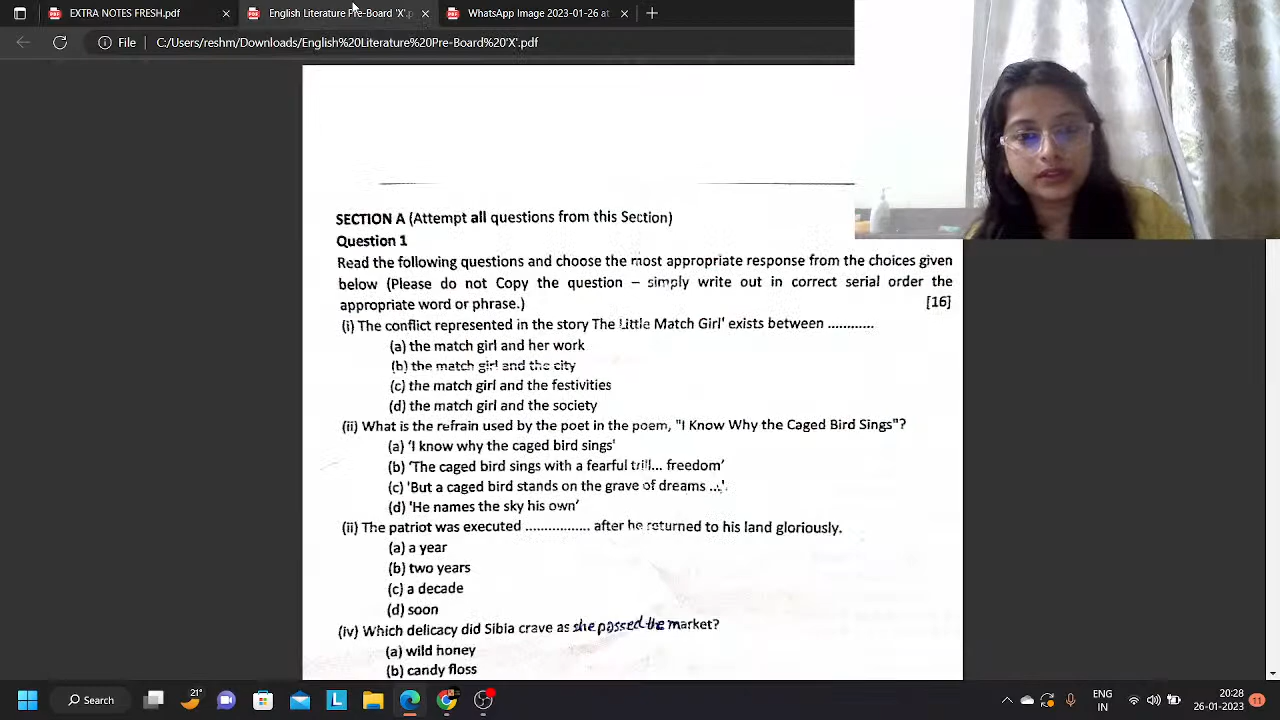 EXTRA NOTES FRESH.pdf
English Literature Pre-Board 'X'.p
WhatsApp Image 2023-01-26 at
File
C:/Users/reshm/Downloads/English%20Literature%20Pre-Board%20'X'.pdf
SECTION A (Attempt all questions from this Section)
Question 1
Read the following questions and choose the most appropriate response from the choices given
below (Please do not Copy the question – simply write out in correct serial order the
appropriate word or phrase.) [16]
(i) The conflict represented in the story The Little Match Girl' exists between ............
(a) the match girl and her work
(b) the match girl and the city
(c) the match girl and the festivities
(d) the match girl and the society
(ii) What is the refrain used by the poet in the poem, "I Know Why the Caged Bird Sings"?
(a) 'I know why the caged bird sings'
(b) 'The caged bird sings with a fearful trill... freedom'
(c) 'But a caged bird stands on the grave of dreams ...'.
(d) 'He names the sky his own'
(ii) The patriot was executed ................ after he returned to his land gloriously.
(a) a year
(b) two years
(c) a decade
(d) soon
(iv) Which delicacy did Sibia crave as she passed the market?
(a) wild honey
(b) candy floss
Search
ENG
IN
20:28
26-01-2023
11